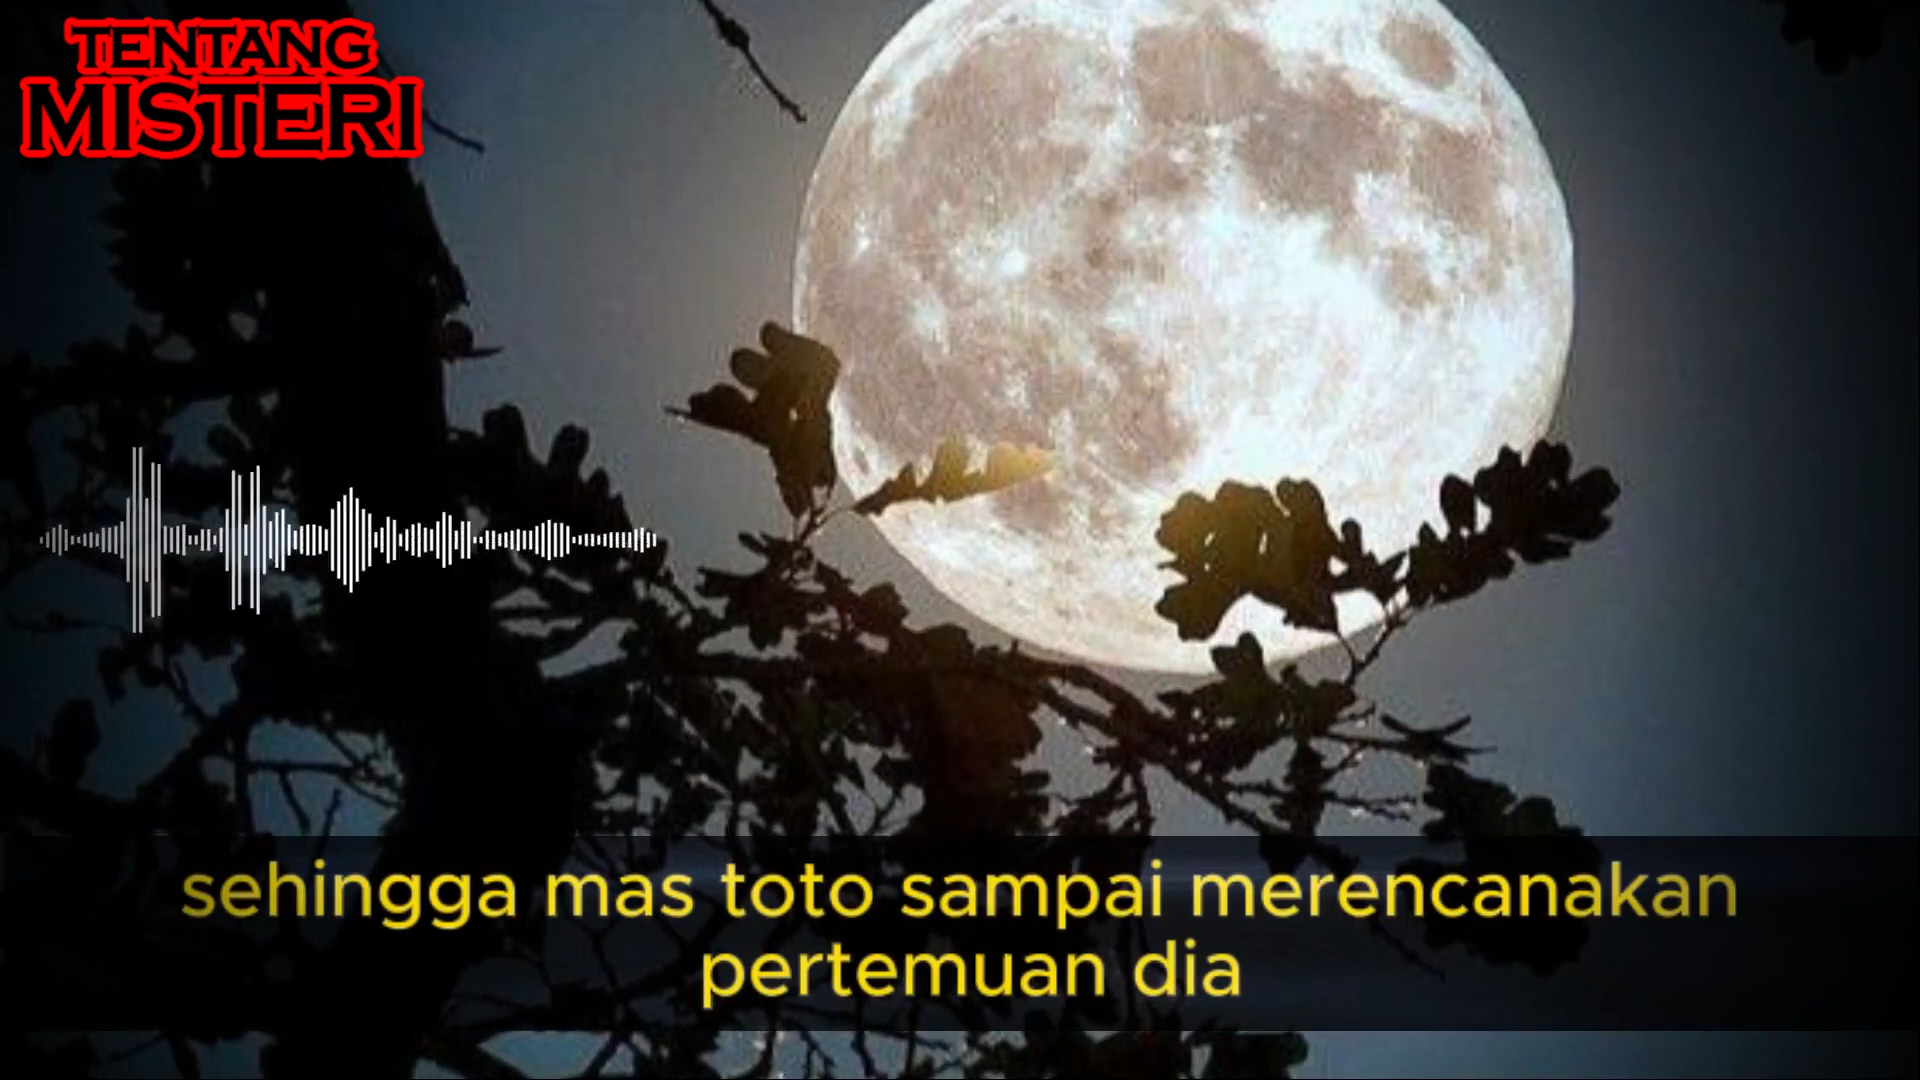 TENTANG
MISTERI
sehingga mas toto sampai merencanakan
pertemuan dia